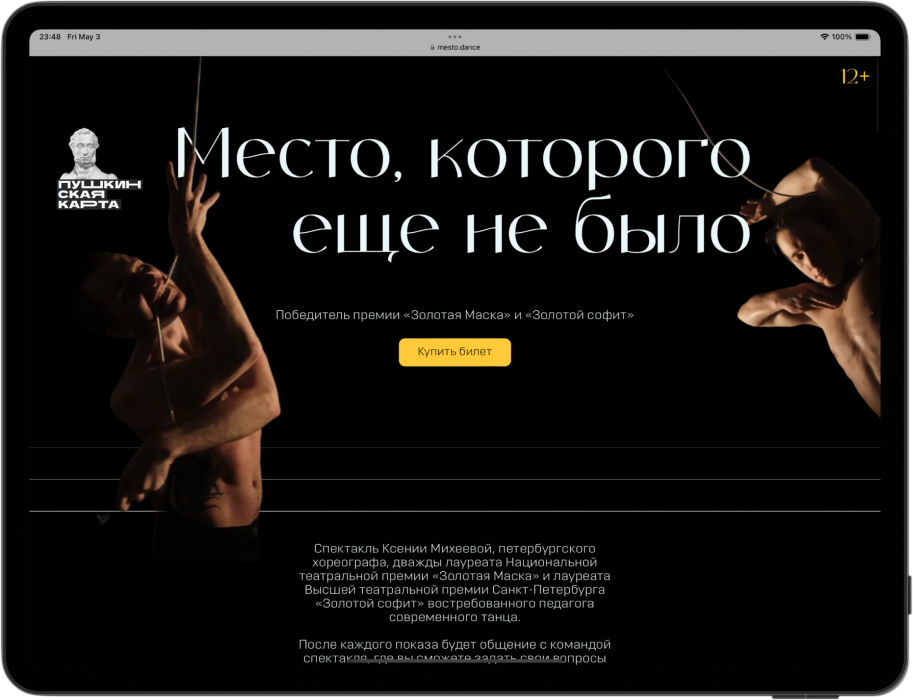 23:48 Fri May 3
100%
mesto.dance
12+
Место, которого
еще не было
ПУШКИН
СКАЯ
КАРТА
Победитель премии «Золотая Маска» и «Золотой софит»
Купить билет
Спектакль Ксении Михеевой, петербургского
хореографа, дважды лауреата Национальной
театральной премии «Золотая Маска» и лауреата
Высшей театральной премии Санкт-Петербурга
«Золотой софит» востребованного педагога
современного танца.
После каждого показа будет общение с командой
спектакля, где вы сможете задать свои вопросы